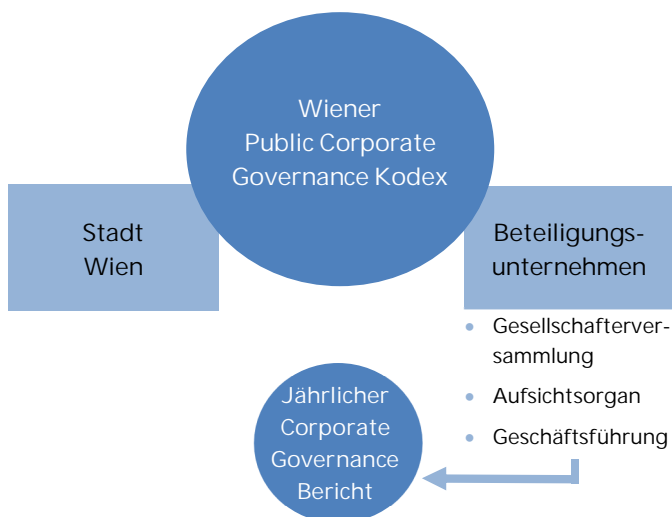 Wiener
Public Corporate
Governance Kodex
Stadt
Wien
Beteiligungs-
unternehmen
• Gesellschafterver-
sammlung
• Aufsichtsorgan
• Geschäftsführung
Jährlicher
Corporate
Governance
Bericht